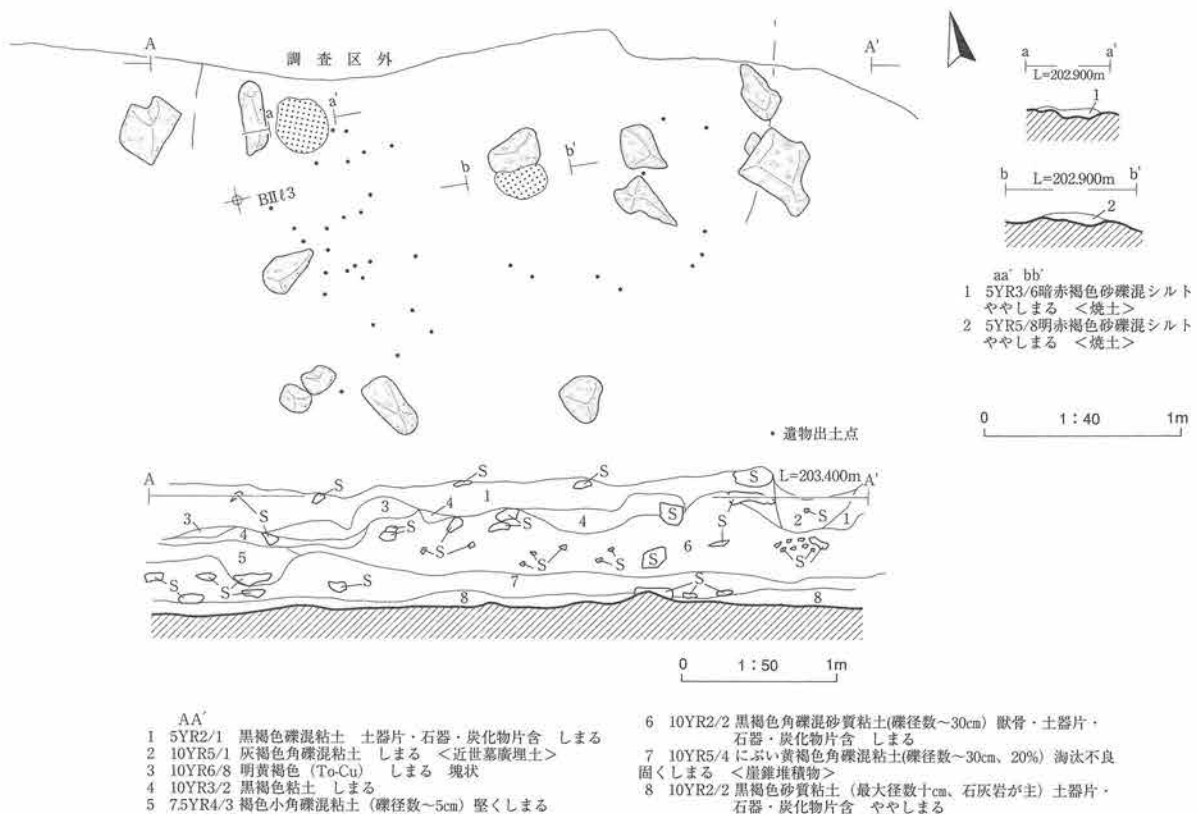 A
調査区外
A'
a
a'
L=202.900m
1
a
a'
b
b'
BⅡℓ3
b
b'
L=202.900m
2
aa' bb'
1 5YR3/6暗赤褐色砂礫混シルト
ややしまる <焼土>
2 5YR5/8明赤褐色砂礫混シルト
ややしまる <焼土>
0 1:40 1m
・遺物出土点
A
S
S
S
S
1
S
L=203.400m
A'
3
3
4
4
S
S
S
S
S
2
S
1
4
S
5
S
S
S
6
S
S
S
S
S
S
7
S
8
8
0 1:50 1m
AA'
1 5YR2/1 黒褐色礫混粘土 土器片・石器・炭化物片含 しまる
2 10YR5/1 灰褐色角礫混粘土 しまる <近世墓廣埋土>
3 10YR6/8 明黄褐色(To-Cu) しまる 塊状
4 10YR3/2 黒褐色粘土 しまる
5 7.5YR4/3 褐色小角礫混粘土(礫径数~5㎝)堅くしまる
6 10YR2/2 黒褐色角礫混砂質粘土(礫径数~30㎝)獣骨・土器片・
石器・炭化物片含 しまる
7 10YR5/4 にぶい黄褐色角礫混粘土(礫径数~30㎝、20%)淘汰不良
固くしまる <崖錐堆積物>
8 10YR2/2 黒褐色砂質粘土(最大径数十㎝、石灰岩が主)土器片・
石器・炭化物片含 ややしまる